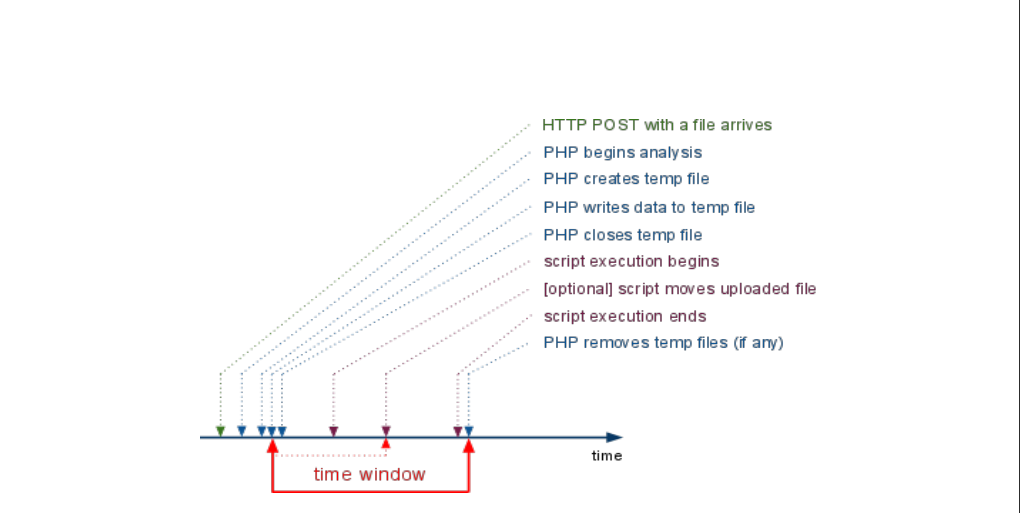 HTTP POST with a file arrives
PHP begins analysis
PHP creates temp file
PHP writes data to temp file
PHP closes temp file
script execution begins
[optional] script moves uploaded file
script execution ends
PHP removes temp files (if any)
time
time window